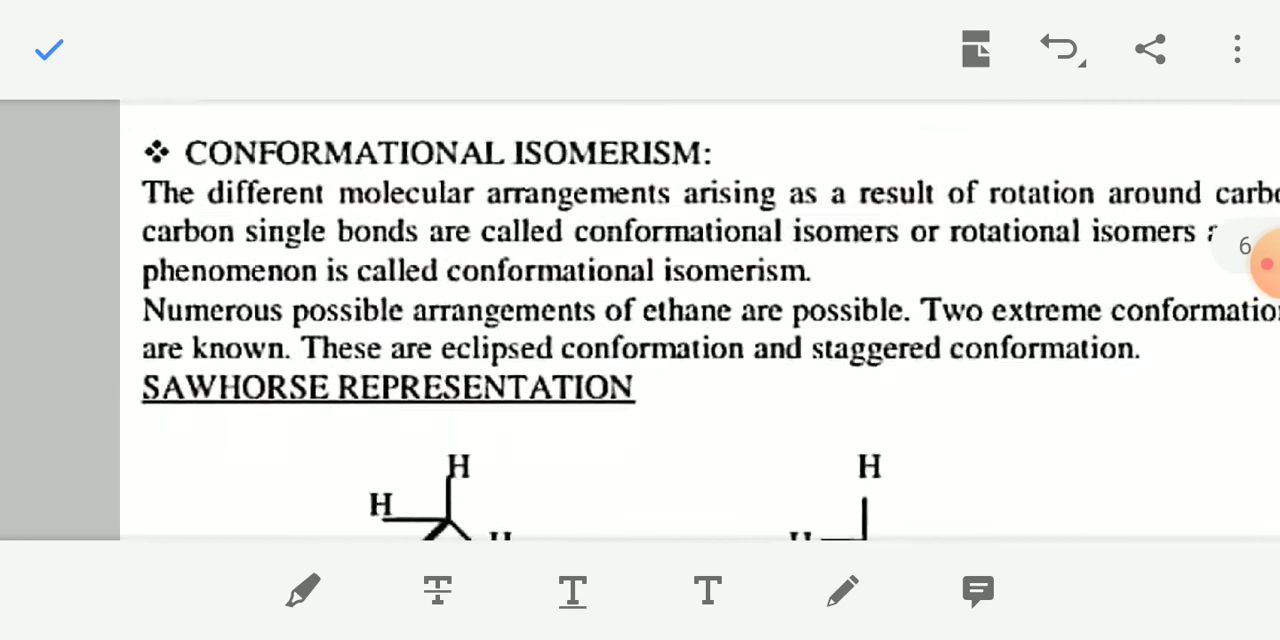 ❖ CONFORMATIONAL ISOMERISM:
The different molecular arrangements arising as a result of rotation around
carbon single bonds are called conformational isomers or rotational isomers
6
phenomenon is called conformational isomerism.
Numerous possible arrangements of ethane are possible. Two extreme
are known. These are eclipsed conformation and staggered conformation.
SAWHORSE REPRESENTATION
H
H
H